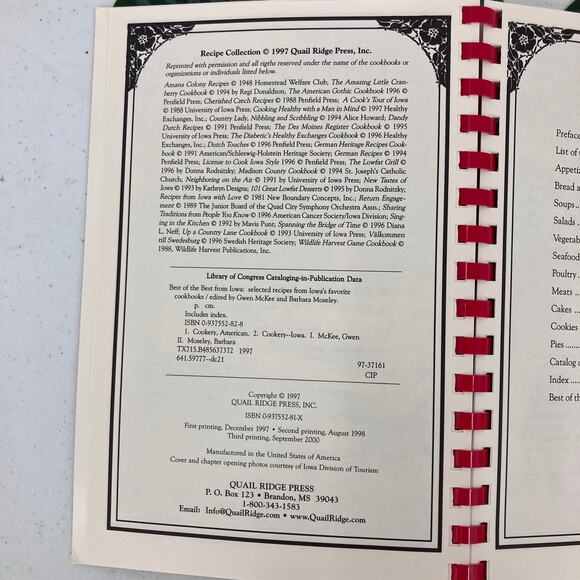 Recipe Collection © 1997 Quail Ridge Press, Inc.
Reprinted with permission and all rigths reserved under the name of the cookbooks or
organizations or individuals listed below.
Amana Colony Recipes © 1948 Homestead Welfare Club; The Amazing Little Cran-
berry Cookbook © 1994 by Regi Donaldson; The American Gothic Cookbook 1996 ©
Penfield Press; Cherished Czech Recipes © 1988 Penfield Press; A Cook's Tour of Iowa
© 1988 University of Iowa Press; Cooking Healthy with a Man in Mind © 1997 Healthy
Exchanges, Inc.; Country Lady, Nibbling and Scribbling © 1994 Alice Howard; Dandy
Dutch Recipes © 1991 Penfield Press; The Des Moines Register Cookbook © 1995
University of Iowa Press; The Diabetic's Healthy Exchanges Cookbook © 1996 Healthy
Exchanges, Inc.; Dutch Touches © 1996 Penfield Press; German Heritage Recipes Cook-
book © 1991 American/Schleswig-Holstein Heritage Society; German Recipes © 1994
Penfield Press; License to Cook Iowa Style 1996 © Penfield Press; The Lowfat Grill ©
1996 by Donna Rodnitzky; Madison County Cookbook © 1994 St. Joseph's Catholic
Church; Neighboring on the Air © 1991 by University of Iowa Press; New Tastes of
Iowa © 1993 by Kathryn Designs; 101 Great Lowfat Desserts © 1995 by Donna Rodnitzky;
Recipes from Iowa with Love © 1981 New Boundary Concepts, Inc.; Return Engage-
ment © 1989 The Junior Board of the Quad City Symphony Orchestra Assn.; Sharing
Traditions from People You Know © 1996 American Cancer Society/Iowa Division; Sing-
ing in the Kitchen © 1992 by Mavis Punt; Spanning the Bridge of Time © 1996 Diana
L. Neff; Up a Country Lane Cookbook © 1993 University of Iowa Press; Välkommen
till Swedesburg © 1996 Swedish Heritage Society; Wildlife Harvest Game Cookbook ©
1988, Wildlife Harvest Publications, Inc.
Library of Congress Cataloging-in-Publication Data
Best of the Best from Iowa: selected recipes from Iowa's favorite
cookbooks / edited by Gwen McKee and Barbara Moseley.
p. cm.
Includes index.
ISBN 0-937552-82-8
1. Cookery, American. 2. Cookery--Iowa. I. McKee, Gwen
II. Moseley, Barbara
TX715.B485637372 1997
641.59777--dc21 97-37161
CIP
Copyright © 1997
QUAIL RIDGE PRESS, INC.
ISBN 0-937552-81-X
First printing, December 1997 • Second printing, August 1998
Third printing, September 2000
Manufactured in the United States of America
Cover and chapter opening photos courtesy of Iowa Division of Tourism
QUAIL RIDGE PRESS
P. O. Box 123 • Brandon, MS 39043
1-800-343-1583
Email: Info@QuailRidge.com • www.QuailRidge.com
Preface
List of
Appetiz
Bread a
Soups..
Salads .
Vegetab
Seafood
Poultry
Meats .
Cakes .
Cookies
Pies .....
Catalog o
Index ....
Best of th